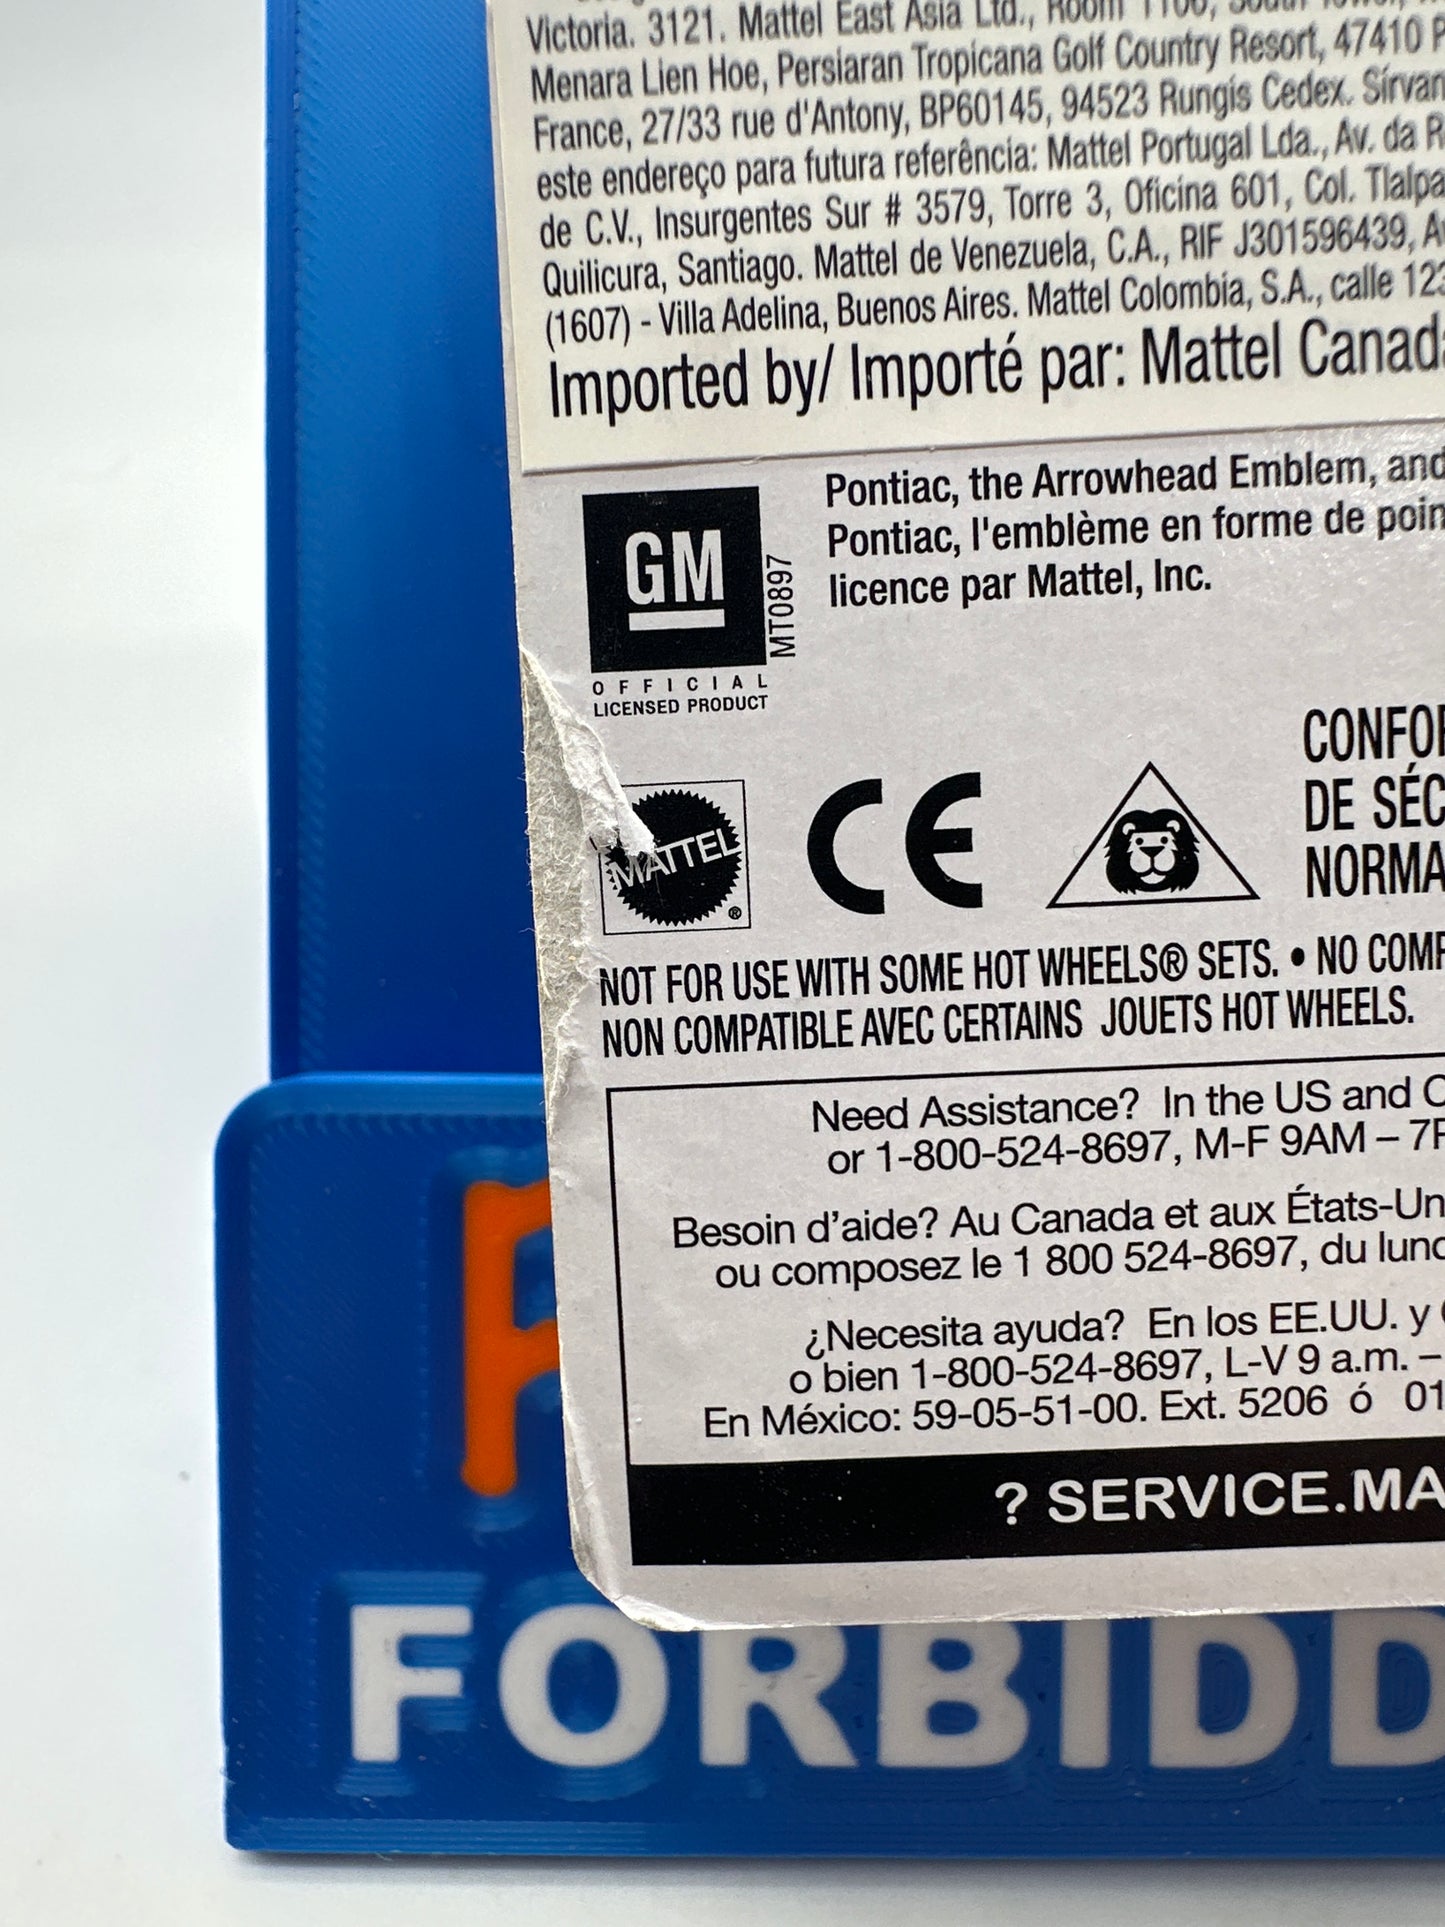 Victoria. 3121. Mattel East Asia Ltd., Room 1106, South Tower,
Menara Lien Hoe, Persiaran Tropicana Golf Country Resort, 47410 P
France, 27/33 rue d'Antony, BP60145, 94523 Rungis Cedex. Sírvan
este endereço para futura referência: Mattel Portugal Lda., Av. da R
de C.V., Insurgentes Sur # 3579, Torre 3, Oficina 601, Col. Tlalpa
Quilicura, Santiago. Mattel de Venezuela, C.A., RIF J301596439, A
(1607) - Villa Adelina, Buenos Aires. Mattel Colombia, S.A., calle 123
Imported by/ Importé par: Mattel Canada
GM
MT0897
OFFICIAL
LICENSED PRODUCT
Pontiac, the Arrowhead Emblem, and
Pontiac, l'emblème en forme de poin
licence par Mattel, Inc.
MATTEL
®
CE
CONFOR
DE SÉC
NORMA
NOT FOR USE WITH SOME HOT WHEELS® SETS. • NO COMP
NON COMPATIBLE AVEC CERTAINS JOUETS HOT WHEELS.
Need Assistance? In the US and C
or 1-800-524-8697, M-F 9AM – 7P
Besoin d'aide? Au Canada et aux États-Un
ou composez le 1 800 524-8697, du lund
¿Necesita ayuda? En los EE.UU. y
o bien 1-800-524-8697, L-V 9 a.m. –
En México: 59-05-51-00. Ext. 5206 ó 01
? SERVICE.MA
FORBIDD